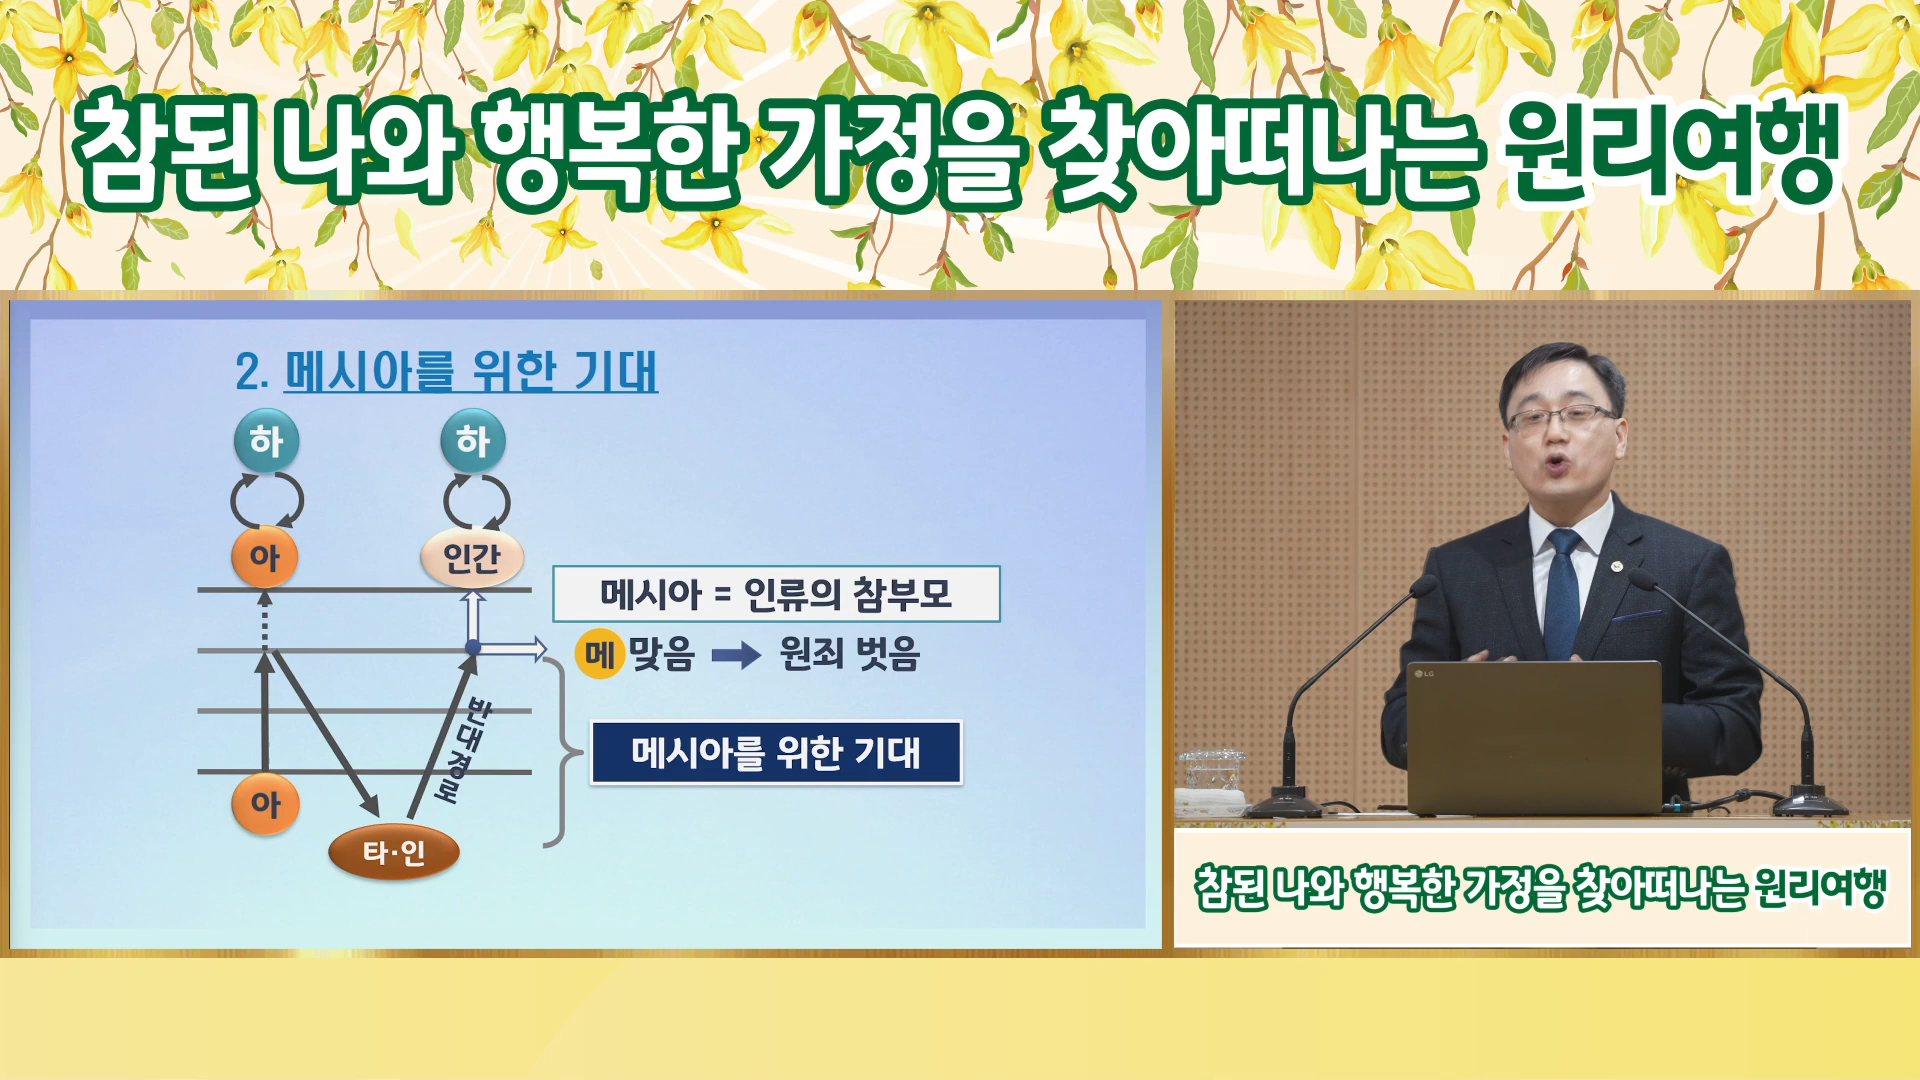 참된 나와 행복한 가정을 찾아떠나는 원리여행
2. 메시아를 위한 기대
하
하
아
인간
메시아 = 인류의 참부모
메 맞음
원죄 벗음
반대경로
메시아를 위한 기대
아
타·인
LG
참된 나와 행복한 가정을 찾아떠나는 원리여행